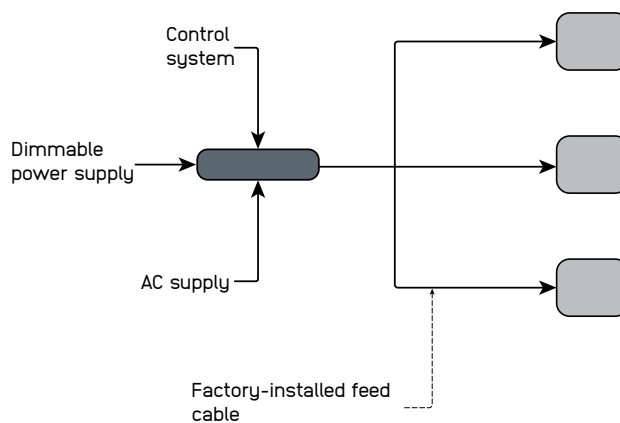 Control
system
Dimmable
power supply
AC supply
Factory-installed feed
cable